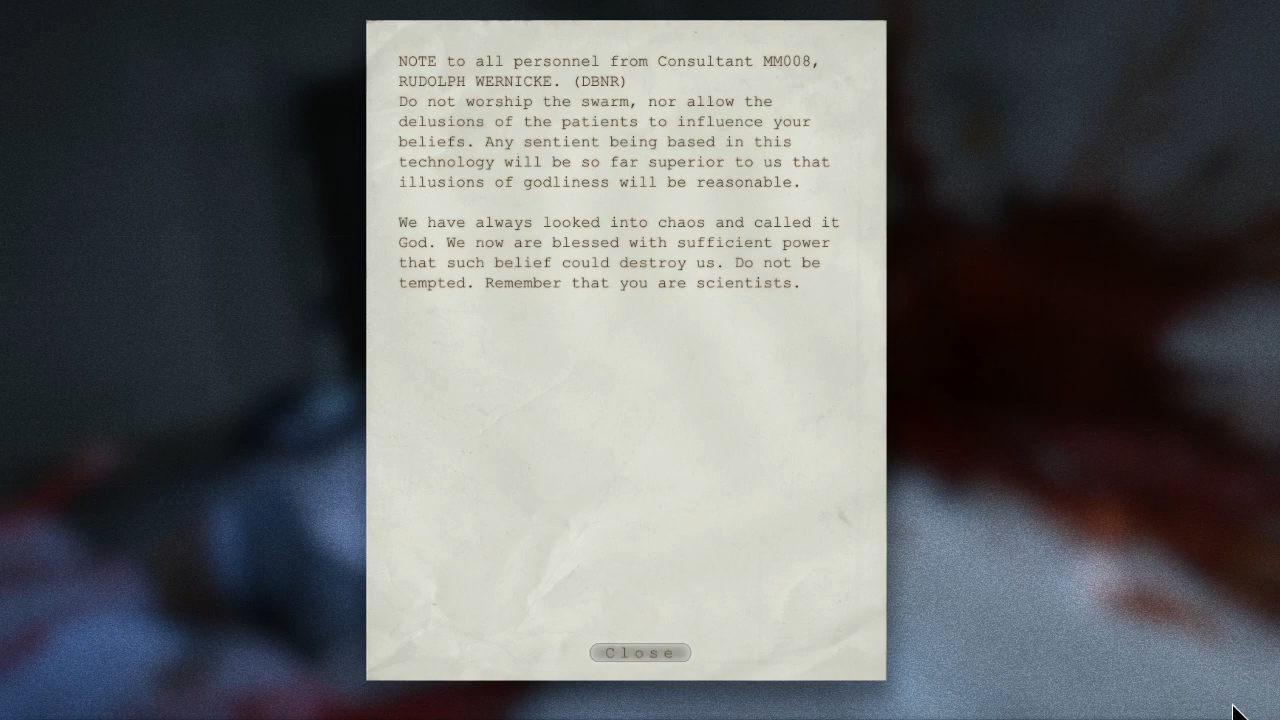 NOTE to all personnel from Consultant MM008,
RUDOLPH WERNICKE. (DBNR)
Do not worship the swarm, nor allow the
delusions of the patients to influence your
beliefs. Any sentient being based in this
technology will be so far superior to us that
illusions of godliness will be reasonable.
We have always looked into chaos and called it
God. We now are blessed with sufficient power
that such belief could destroy us. Do not be
tempted. Remember that you are scientists.
Close